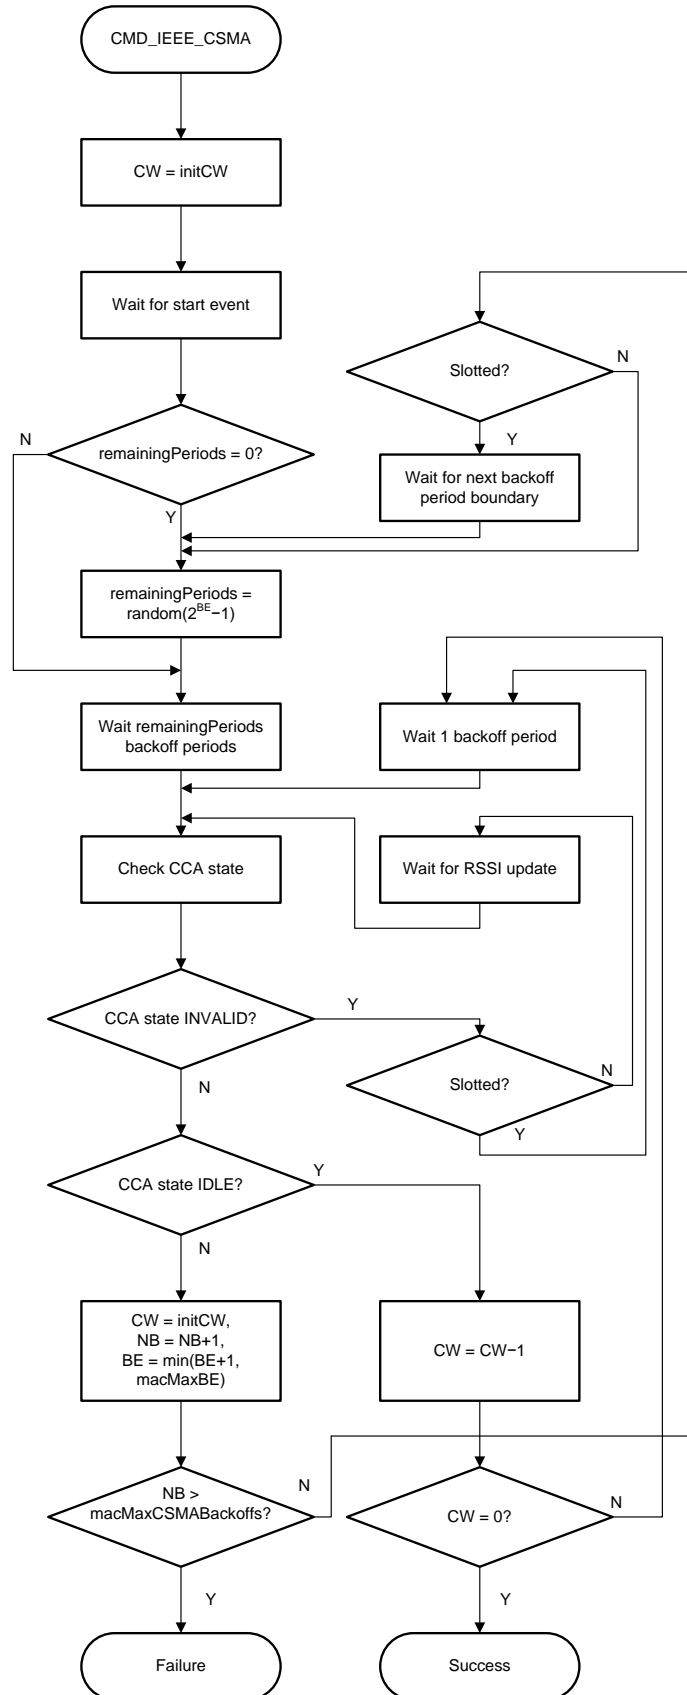 CMD_IEEE_CSMA
CW = initCW
Wait for start event
Slotted?
N
Y
Wait for next backoff
period boundary
N
remainingPeriods = 0?
Y
remainingPeriods =
random(2^BE−1)
Wait remainingPeriods
backoff periods
Wait 1 backoff period
Check CCA state
Wait for RSSI update
CCA state INVALID?
Y
N
Slotted?
N
Y
CCA state IDLE?
Y
N
CW = initCW,
NB = NB+1,
BE = min(BE+1,
macMaxBE)
CW = CW−1
NB >
macMaxCSMABackoffs?
N
Y
CW = 0?
N
Y
Failure
Success